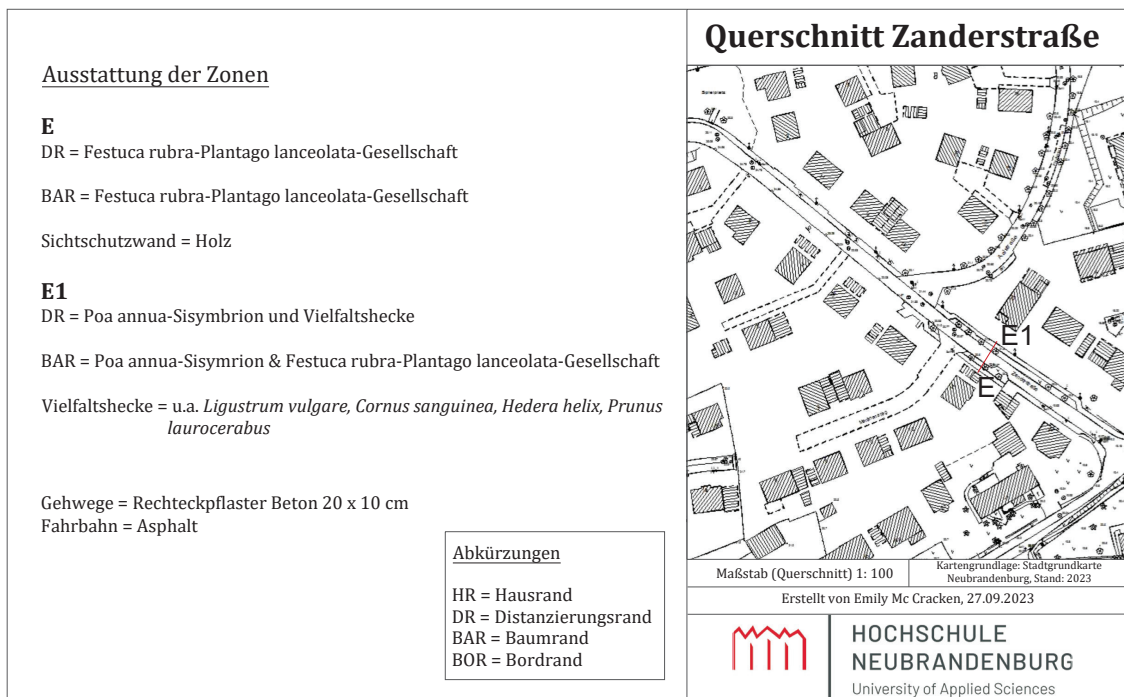 Ausstattung der Zonen
E
DR = Festuca rubra-Plantago lanceolata-Gesellschaft
BAR = Festuca rubra-Plantago lanceolata-Gesellschaft
Sichtschutzwand = Holz
E1
DR = Poa annua-Sisymbrion und Vielfaltshecke
BAR = Poa annua-Sisymrion & Festuca rubra-Plantago lanceolata-Gesellschaft
Vielfaltshecke = u.a. Ligustrum vulgare, Cornus sanguinea, Hedera helix, Prunus
laurocerabus
Gehwege = Rechteckpflaster Beton 20 x 10 cm
Fahrbahn = Asphalt
Abkürzungen
HR = Hausrand
DR = Distanzierungsrand
BAR = Baumrand
BOR = Bordrand
Querschnitt Zanderstraße
E1
E
Maßstab (Querschnitt) 1: 100
Kartengrundlage: Stadtgrundkarte
Neubrandenburg, Stand: 2023
Erstellt von Emily Mc Cracken, 27.09.2023
HOCHSCHULE
NEUBRANDENBURG
University of Applied Sciences